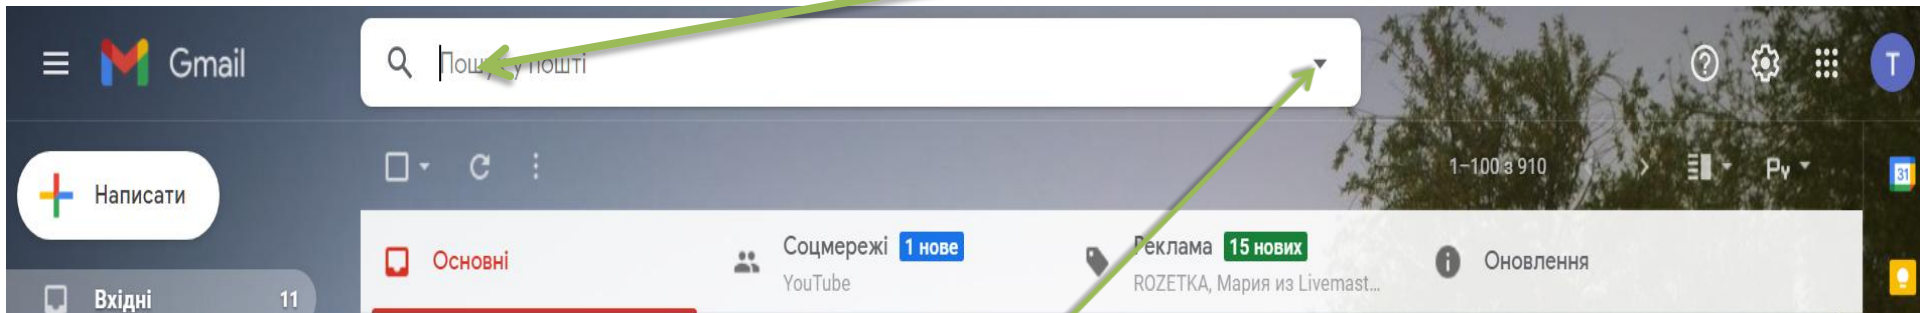 Gmail
Пошук у пошті
T
Написати
1–100 з 910
Ру
31
Основні
Соцмережі 1 нове
YouTube
Реклама 15 нових
ROZETKA, Мария из Livemast...
Оновлення
Вхідні 11